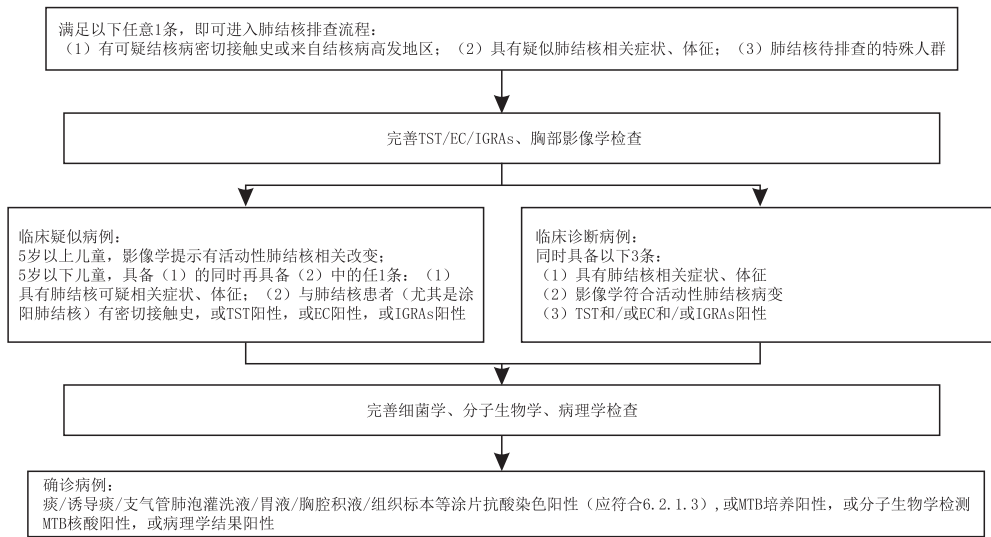 满足以下任意1条，即可进入肺结核排查流程：
（1）有可疑结核病密切接触史或来自结核病高发地区；（2）具有疑似肺结核相关症状、体征；（3）肺结核待排查的特殊人群
完善TST/EC/IGRAs、胸部影像学检查
临床疑似病例：
5岁以上儿童，影像学提示有活动性肺结核相关改变；
5岁以下儿童，具备（1）的同时再具备（2）中的任1条：（1）
具有肺结核可疑相关症状、体征；（2）与肺结核患者（尤其是涂
阳肺结核）有密切接触史，或TST阳性，或EC阳性，或IGRAs阳性
临床诊断病例：
同时具备以下3条：
（1）具有肺结核相关症状、体征
（2）影像学符合活动性肺结核病变
（3）TST和/或EC和/或IGRAs阳性
完善细菌学、分子生物学、病理学检查
确诊病例：
痰/诱导痰/支气管肺泡灌洗液/胃液/胸腔积液/组织标本等涂片抗酸染色阳性（应符合6.2.1.3）,或MTB培养阳性，或分子生物学检测
MTB核酸阳性，或病理学结果阳性